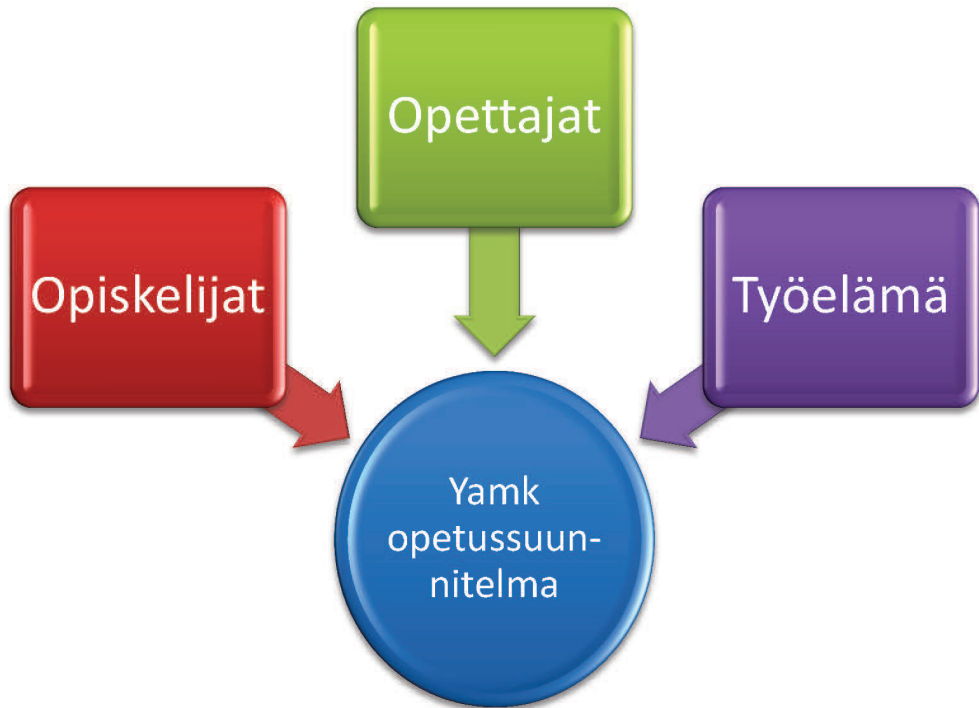 Opettajat
Opiskelijat
Työelämä
Yamk
opetussuun-
nitelma